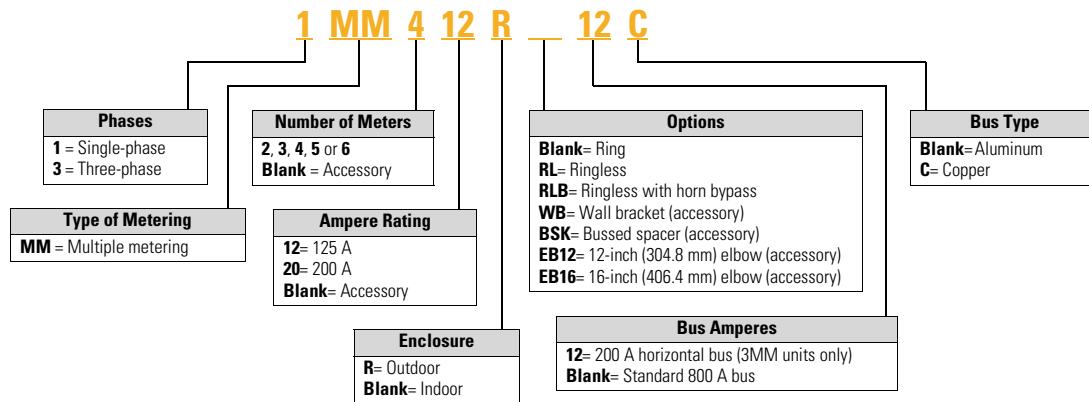 1 MM 4 12 R __ 12 C
Phases
1 = Single-phase
3 = Three-phase
Type of Metering
MM = Multiple metering
Number of Meters
2, 3, 4, 5 or 6
Blank = Accessory
Ampere Rating
12= 125 A
20= 200 A
Blank= Accessory
Enclosure
R= Outdoor
Blank= Indoor
Options
Blank= Ring
RL= Ringless
RLB= Ringless with horn bypass
WB= Wall bracket (accessory)
BSK= Bussed spacer (accessory)
EB12= 12-inch (304.8 mm) elbow (accessory)
EB16= 16-inch (406.4 mm) elbow (accessory)
Bus Amperes
12= 200 A horizontal bus (3MM units only)
Blank= Standard 800 A bus
Bus Type
Blank= Aluminum
C= Copper